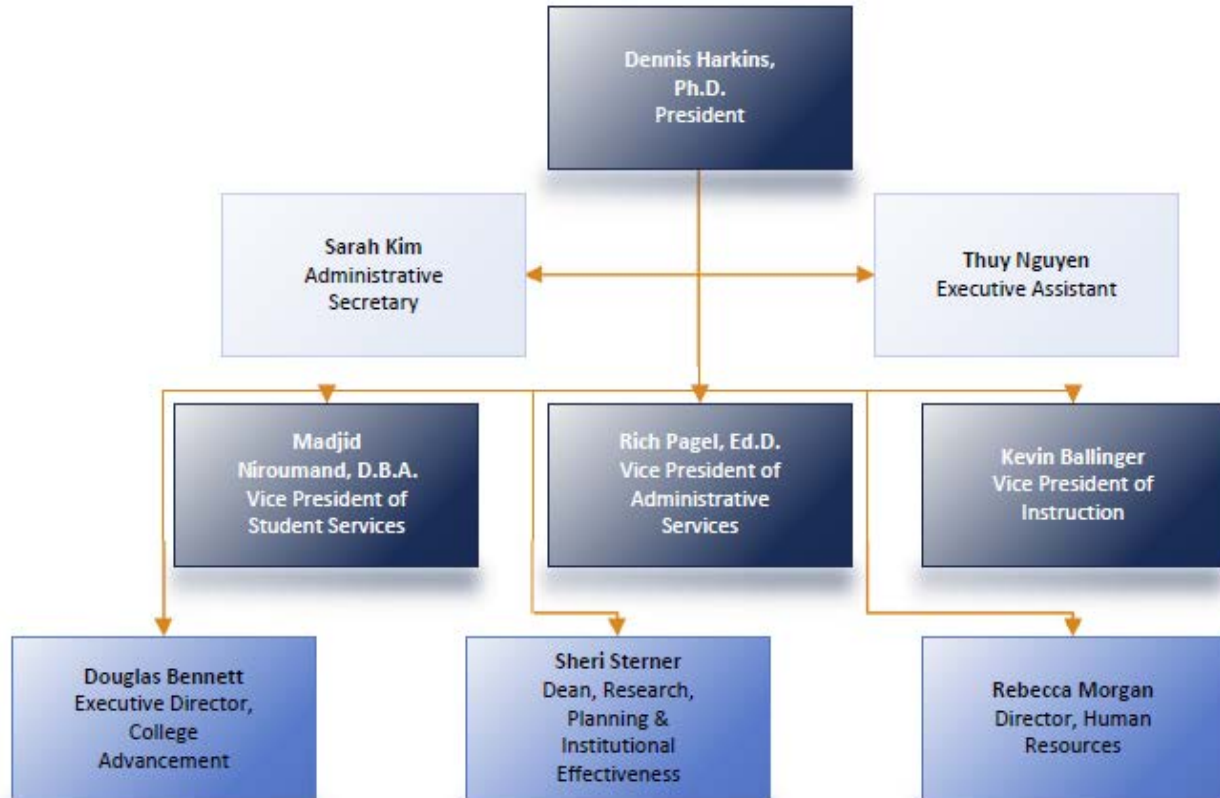 Dennis Harkins,
Ph.D.
President
Sarah Kim
Administrative
Secretary
Thuy Nguyen
Executive Assistant
Madjid
Niroumand, D.B.A.
Vice President of
Student Services
Rich Pagel, Ed.D.
Vice President of
Administrative
Services
Kevin Ballinger
Vice President of
Instruction
Douglas Bennett
Executive Director,
College
Advancement
Sheri Sterner
Dean, Research,
Planning &
Institutional
Effectiveness
Rebecca Morgan
Director, Human
Resources